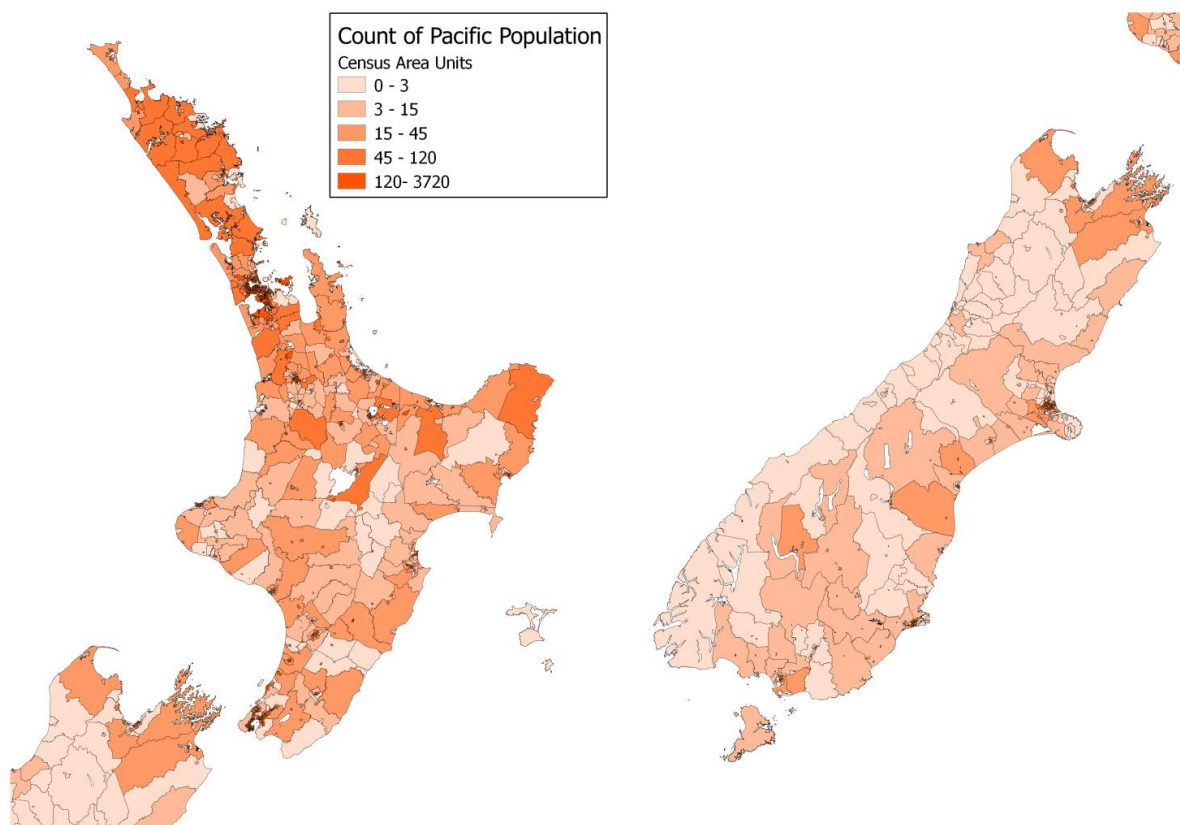 Count of Pacific Population
Census Area Units
0 - 3
3 - 15
15 - 45
45 - 120
120- 3720